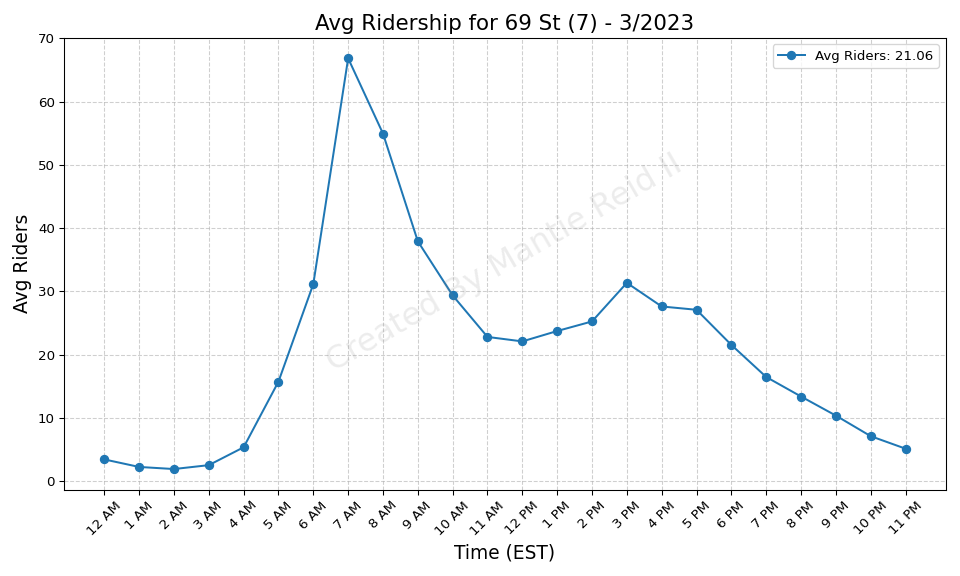 Avg Ridership for 69 St (7) - 3/2023
Avg Riders: 21.06
Avg Riders
70
60
50
40
30
20
10
0
Created By Mantie Reid II
12 AM
1 AM
2 AM
3 AM
4 AM
5 AM
6 AM
7 AM
8 AM
9 AM
10 AM
11 AM
12 PM
1 PM
2 PM
3 PM
4 PM
5 PM
6 PM
7 PM
8 PM
9 PM
10 PM
11 PM
Time (EST)